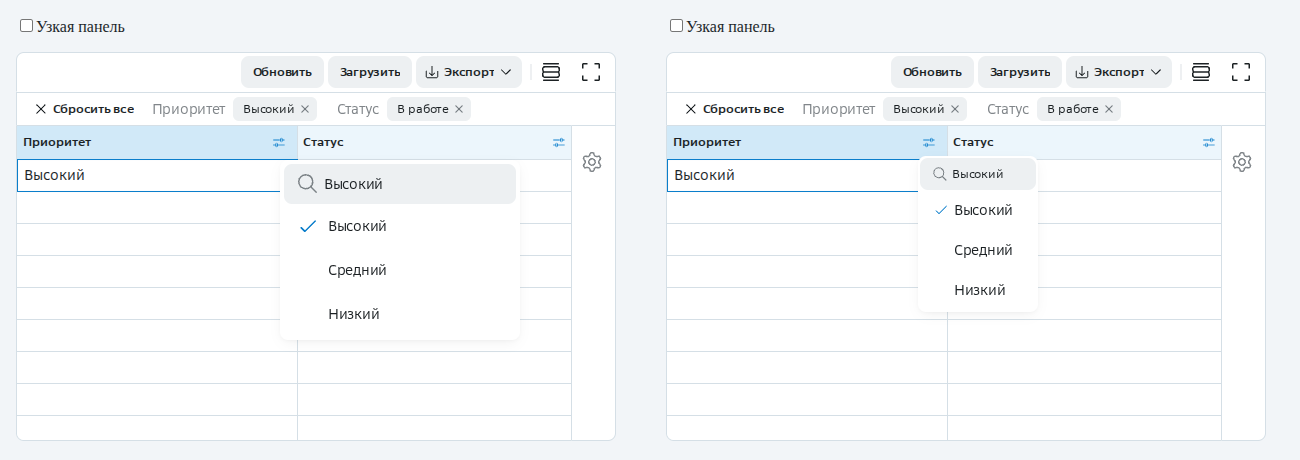 Узкая панель
Обновить Загрузить Экспорт
Сбросить все Приоритет Высокий Статус В работе
Приоритет Статус
Высокий
Высокий
Высокий
Средний
Низкий
Узкая панель
Обновить Загрузить Экспорт
Сбросить все Приоритет Высокий Статус В работе
Приоритет Статус
Высокий
Высокий
Высокий
Средний
Низкий